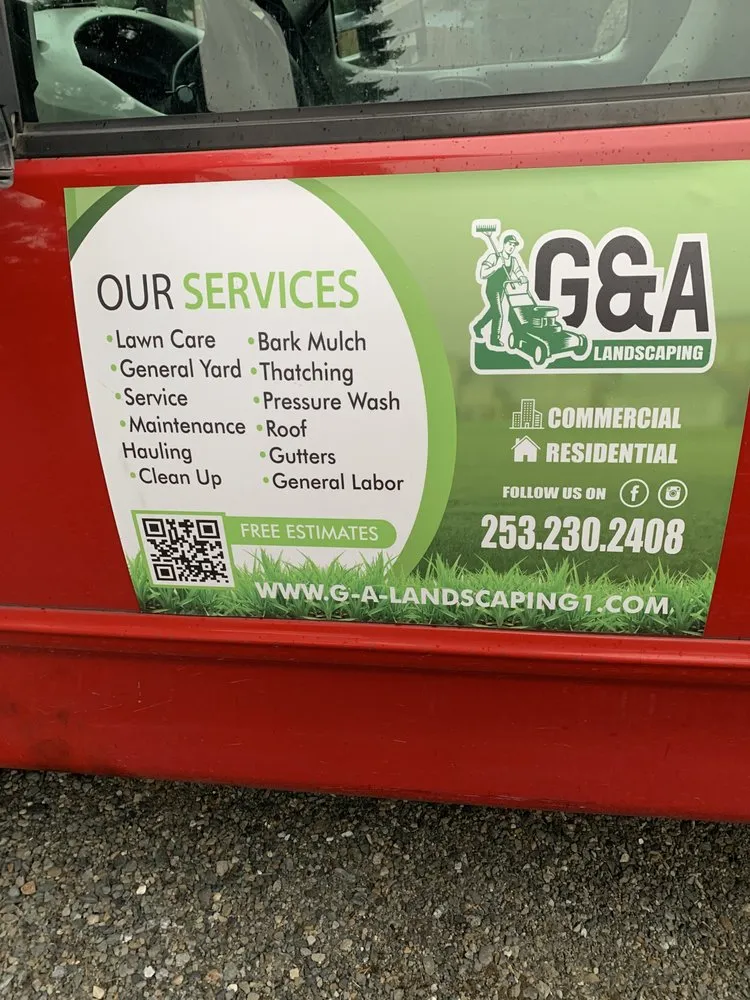 OUR SERVICES
•Lawn Care
•General Yard
•Service
•Maintenance
Hauling
•Clean Up
•Bark Mulch
•Thatching
•Pressure Wash
•Roof
•Gutters
•General Labor
FREE ESTIMATES
G&A
LANDSCAPING
COMMERCIAL
RESIDENTIAL
FOLLOW US ON
253.230.2408
WWW.G-A-LANDSCAPING1.COM